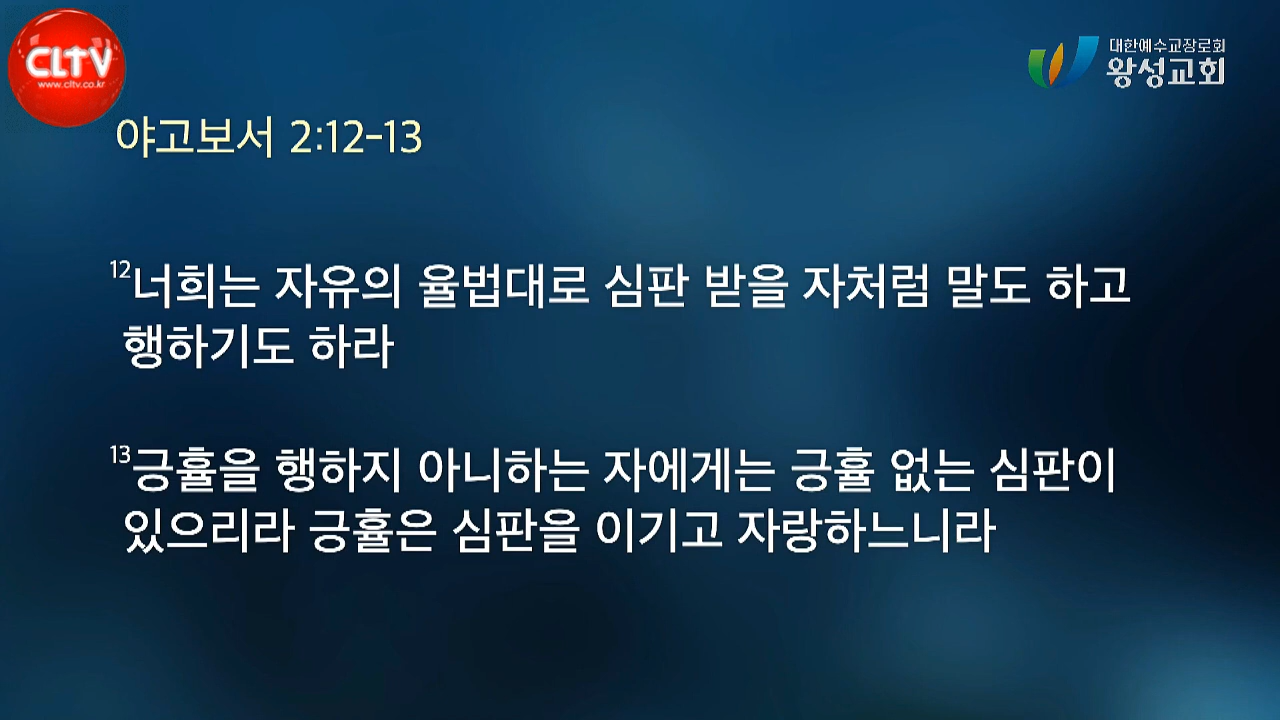 CLTV
www.cltv.co.kr
대한예수교장로회
왕성교회
야고보서 2:12-13
12너희는 자유의 율법대로 심판 받을 자처럼 말도 하고
행하기도 하라
13긍휼을 행하지 아니하는 자에게는 긍휼 없는 심판이
있으리라 긍휼은 심판을 이기고 자랑하느니라